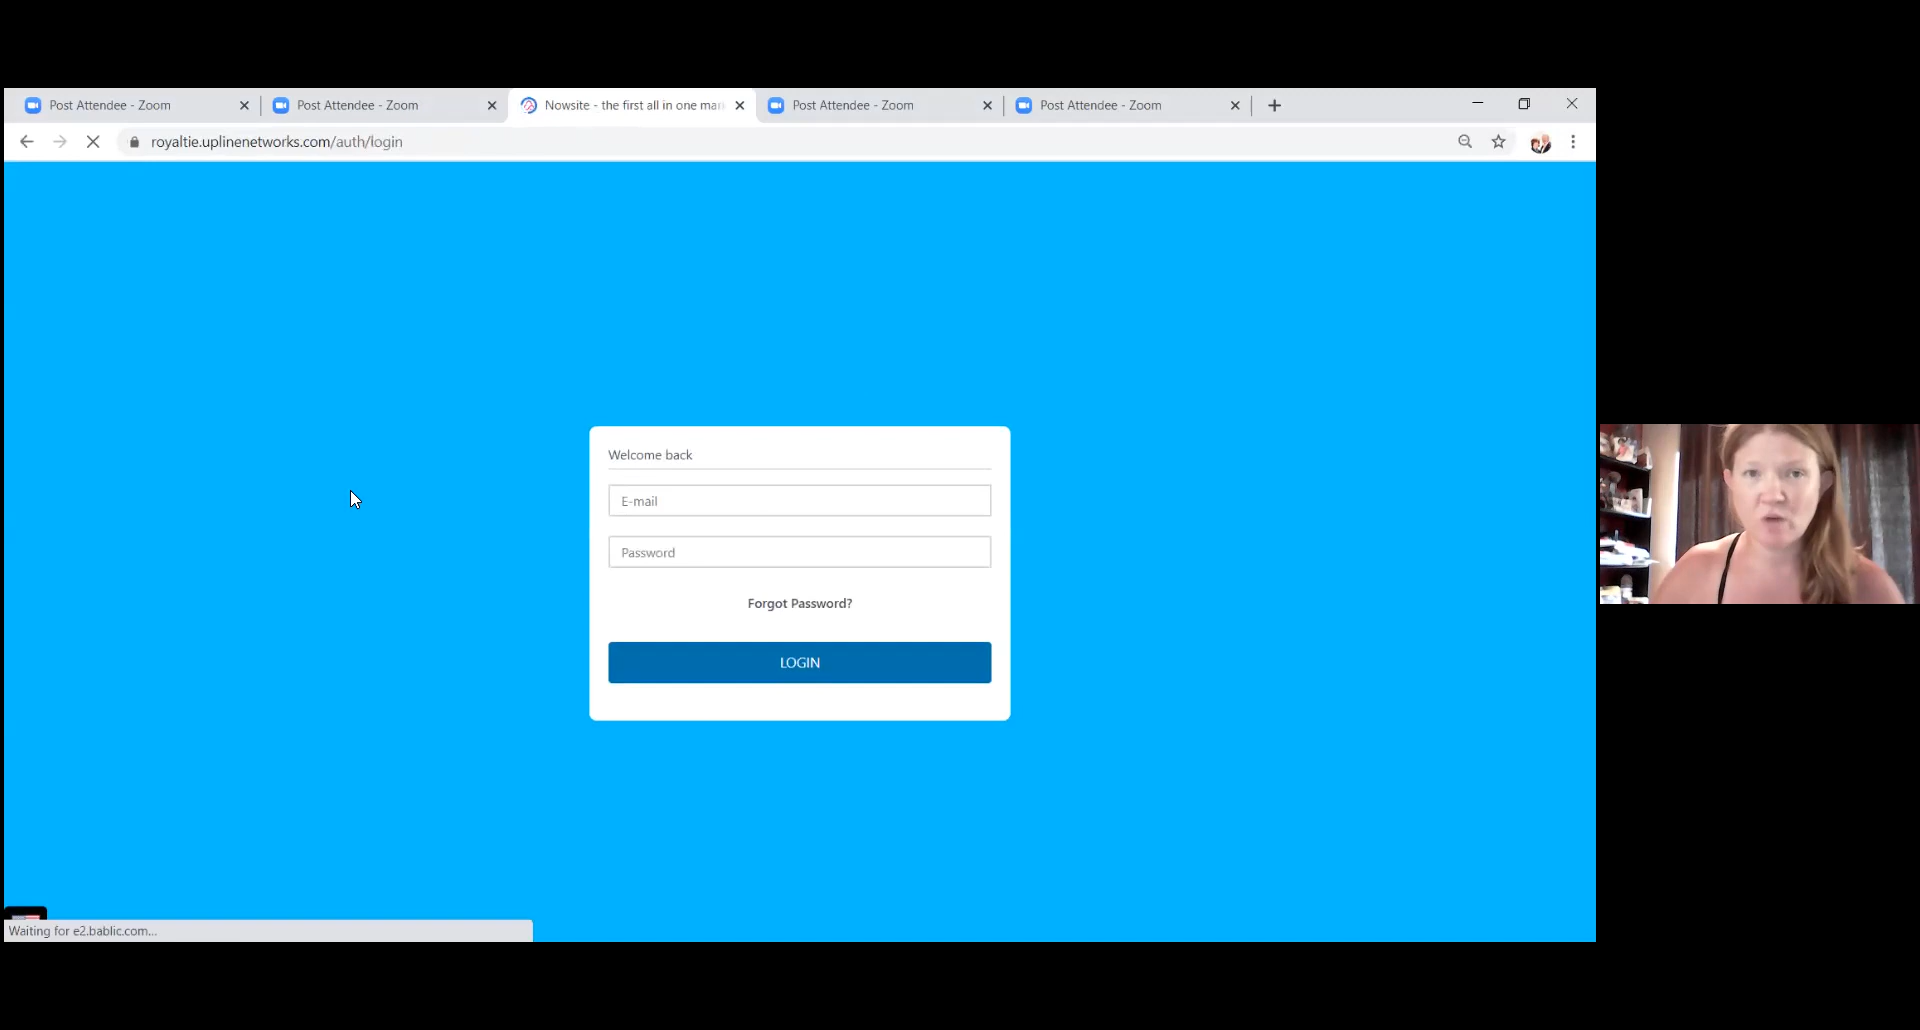 Post Attendee - Zoom
Post Attendee - Zoom
Nowsite - the first all in one mar
Post Attendee - Zoom
Post Attendee - Zoom
royaltie.uplinenetworks.com/auth/login
Welcome back
E-mail
Password
Forgot Password?
LOGIN
Waiting for e2.bablic.com...